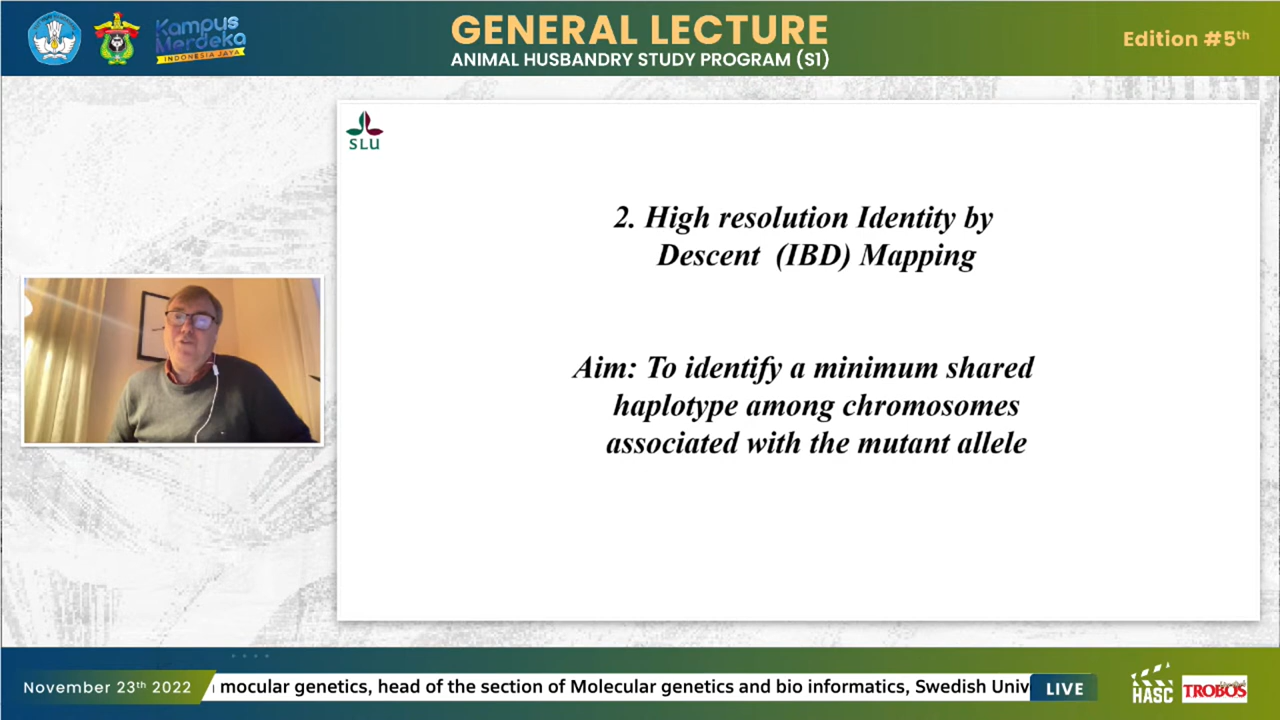 Kampus
Merdeka
INDONESIA JAYA
GENERAL LECTURE
ANIMAL HUSBANDRY STUDY PROGRAM (S1)
Edition #5th
SLU
2. High resolution Identity by
Descent (IBD) Mapping
Aim: To identify a minimum shared
haplotype among chromosomes
associated with the mutant allele
November 23th 2022
mocular genetics, head of the section of Molecular genetics and bio informatics, Swedish Univ
LIVE
HASC
TROBOS